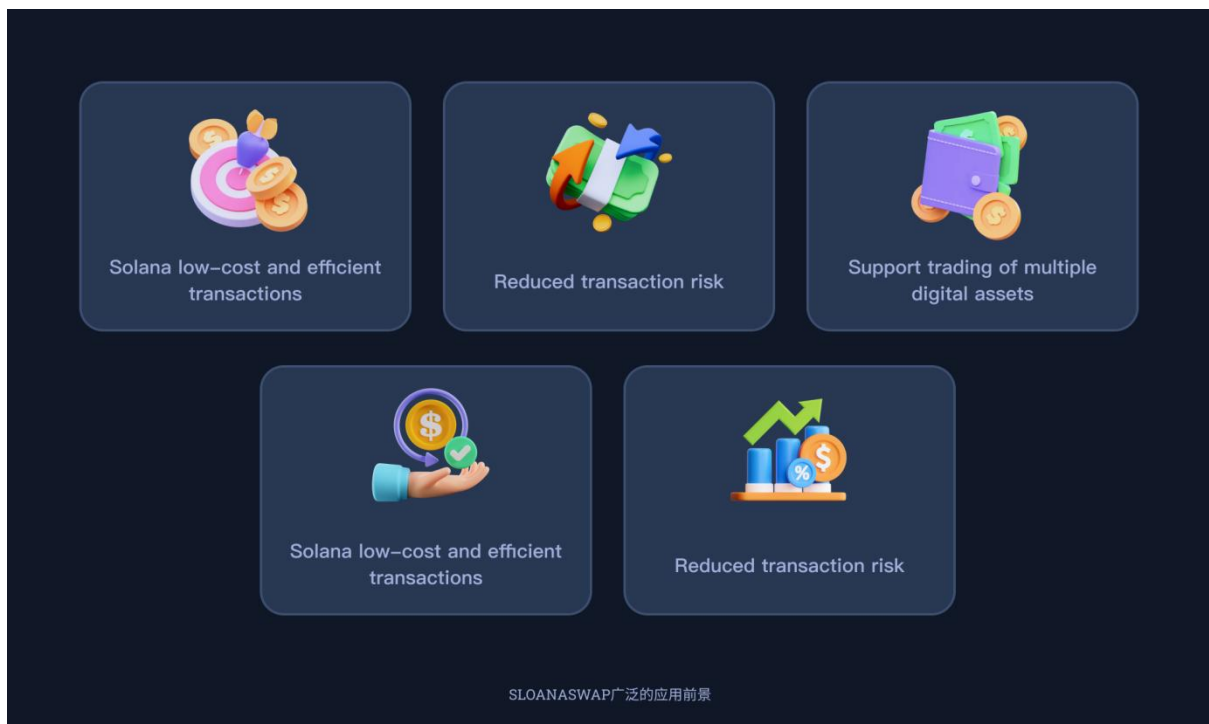 Solana low-cost and efficient
transactions
Reduced transaction risk
Support trading of multiple
digital assets
Solana low-cost and efficient
transactions
Reduced transaction risk
SLOANASWAP广泛的应用前景